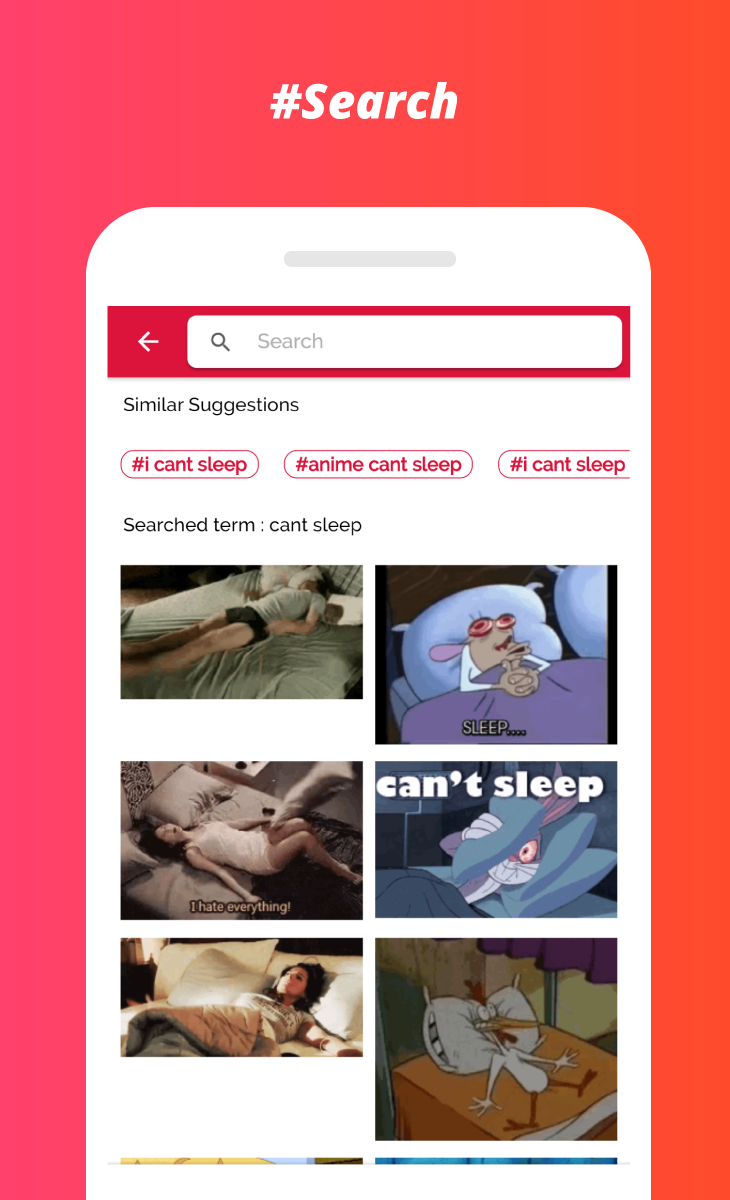 #Search
Search
Similar Suggestions
#i cant sleep #anime cant sleep #i cant sleep
Searched term : cant sleep
SLEEP....
can't sleep
I hate everything!